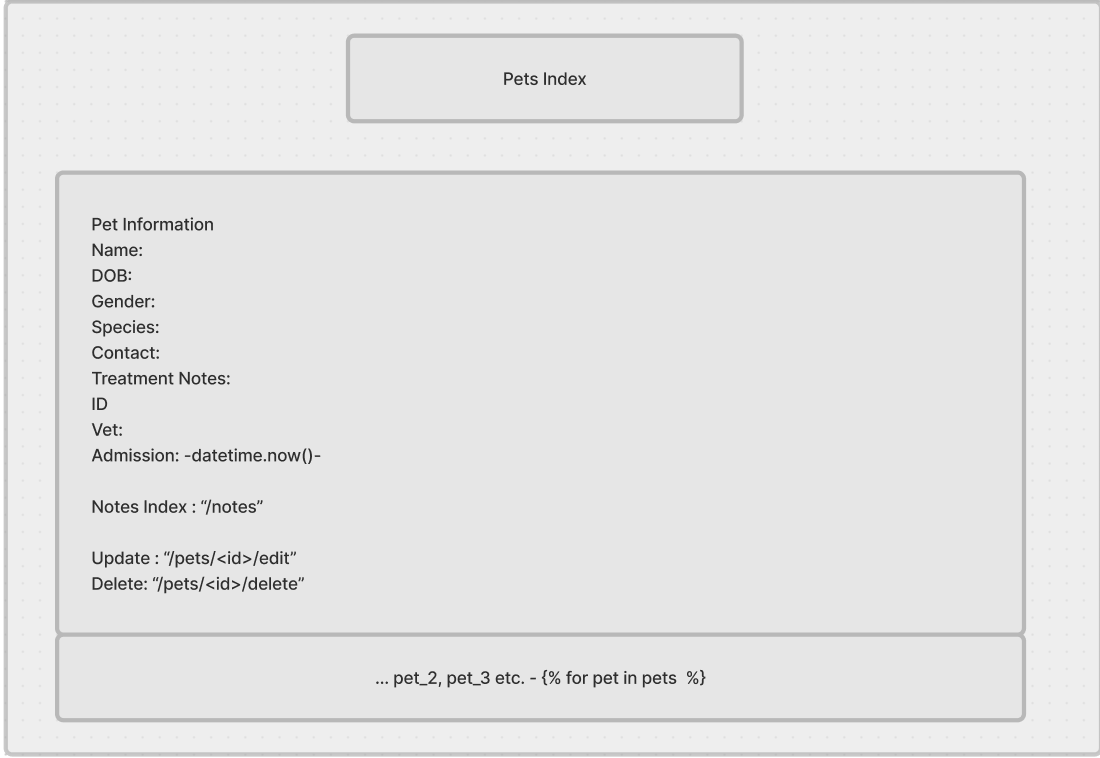 Pets Index
Pet Information
Name:
DOB:
Gender:
Species:
Contact:
Treatment Notes:
ID
Vet:
Admission: -datetime.now()-
Notes Index : “/notes”
Update : “/pets/<id>/edit”
Delete: “/pets/<id>/delete”
... pet_2, pet_3 etc. - {% for pet in pets  %}